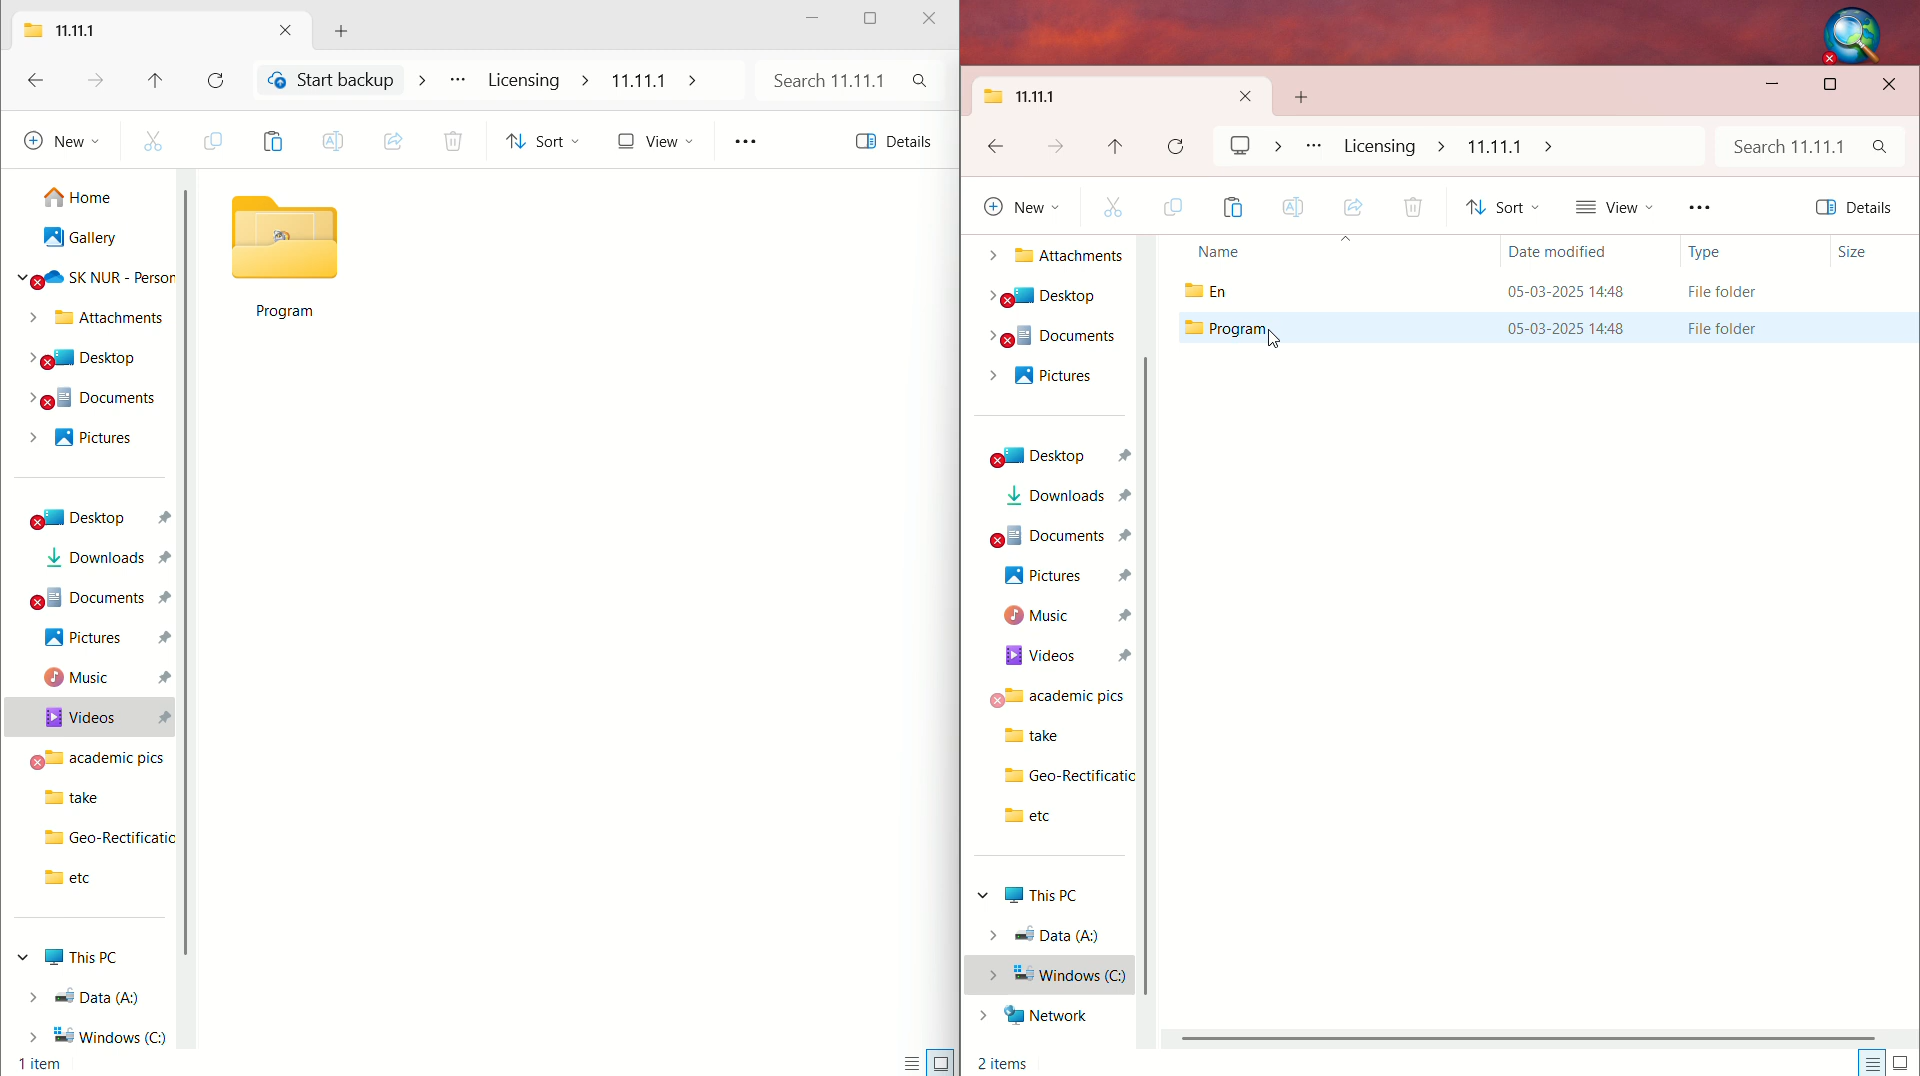 11.11.1
Start backup
Licensing
11.11.1
Search 11.11.1
New
Sort
View
Details
Home
Gallery
SK NUR - Person
Attachments
Desktop
Documents
Pictures
Desktop
Downloads
Documents
Pictures
Music
Videos
academic pics
take
Geo-Rectificatio
etc
This PC
Data (A:)
Windows (C:)
Program
1 item
11.11.1
Licensing
11.11.1
Search 11.11.1
New
Sort
View
Details
Attachments
Desktop
Documents
Pictures
Desktop
Downloads
Documents
Pictures
Music
Videos
academic pics
take
Geo-Rectificatio
etc
This PC
Data (A:)
Windows (C:)
Network
Name Date modified Type Size
En 05-03-2025 14:48 File folder
Program 05-03-2025 14:48 File folder
2 items